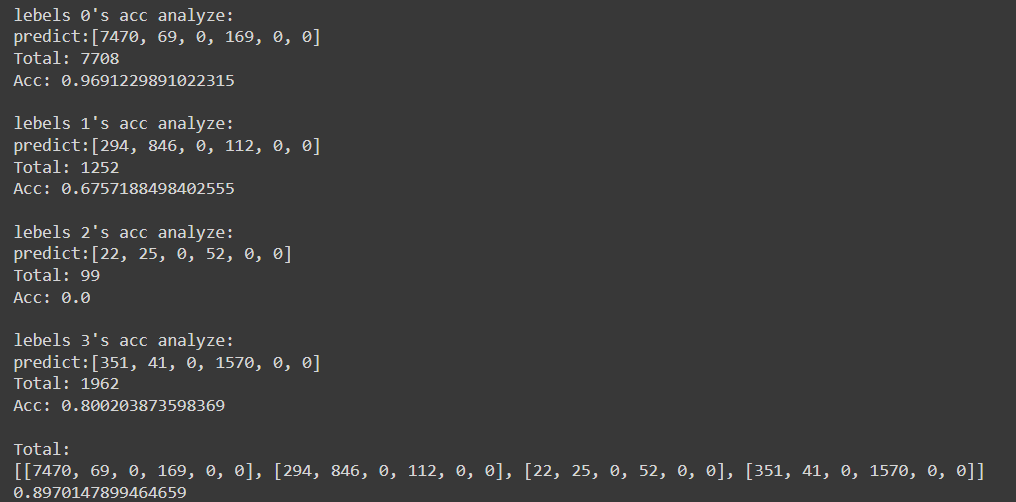 lebels 0's acc analyze:
predict:[7470, 69, 0, 169, 0, 0]
Total: 7708
Acc: 0.9691229891022315
lebels 1's acc analyze:
predict:[294, 846, 0, 112, 0, 0]
Total: 1252
Acc: 0.6757188498402555
lebels 2's acc analyze:
predict:[22, 25, 0, 52, 0, 0]
Total: 99
Acc: 0.0
lebels 3's acc analyze:
predict:[351, 41, 0, 1570, 0, 0]
Total: 1962
Acc: 0.800203873598369
Total:
[[7470, 69, 0, 169, 0, 0], [294, 846, 0, 112, 0, 0], [22, 25, 0, 52, 0, 0], [351, 41, 0, 1570, 0, 0]]
0.8970147899464659